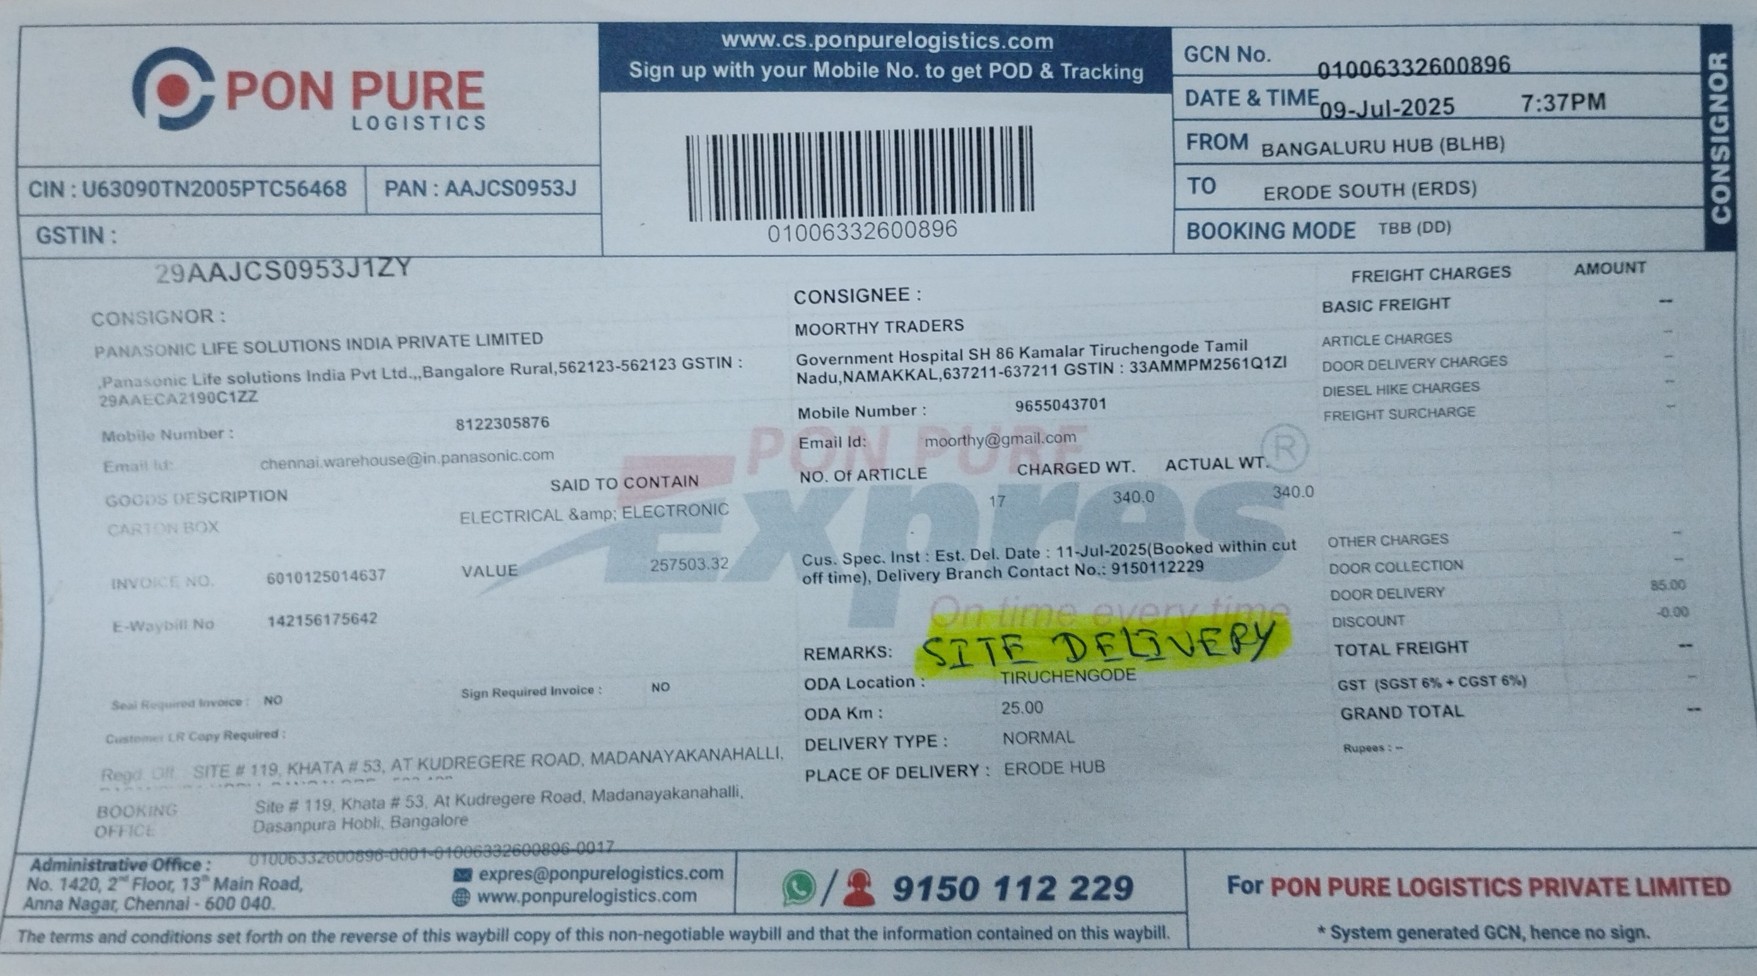 PON PURE
LOGISTICS
CIN : U63090TN2005PTC56468
PAN : AAJCS0953J
GSTIN :
29AAJCS0953J1ZY
www.cs.ponpurelogistics.com
Sign up with your Mobile No. to get POD & Tracking
01006332600896
GCN No. 01006332600896
DATE & TIME 09-Jul-2025 7:37PM
FROM BANGALURU HUB (BLHB)
TO ERODE SOUTH (ERDS)
BOOKING MODE TBB (DD)
CONSIGNOR
CONSIGNOR :
PANASONIC LIFE SOLUTIONS INDIA PRIVATE LIMITED
,Panasonic Life solutions India Pvt Ltd.,,Bangalore Rural,562123-562123 GSTIN :
29AAECA2190C1ZZ
Mobile Number : 8122305876
Email Id: chennai.warehouse@in.panasonic.com
GOODS DESCRIPTION SAID TO CONTAIN
CARTON BOX ELECTRICAL &amp; ELECTRONIC
INVOICE NO. 6010125014637 VALUE 257503.32
E-Waybill No 142156175642
Seal Required Invoice : NO Sign Required Invoice : NO
Customer LR Copy Required :
Regd. Off. SITE # 119, KHATA # 53, AT KUDREGERE ROAD, MADANAYAKANAHALLI,
BOOKING OFFICE
Site # 119, Khata # 53, At Kudregere Road, Madanayakanahalli,
Dasanpura Hobli, Bangalore
01006332600896-0001-01006332600896-0017
CONSIGNEE :
MOORTHY TRADERS
Government Hospital SH 86 Kamalar Tiruchengode Tamil
Nadu,NAMAKKAL,637211-637211 GSTIN : 33AMMPM2561Q1ZI
Mobile Number : 9655043701
Email Id: moorthy@gmail.com
NO. Of ARTICLE CHARGED WT. ACTUAL WT.
17 340.0 340.0
PON PURE
Expres
®
On time every time
Cus. Spec. Inst : Est. Del. Date : 11-Jul-2025(Booked within cut
off time), Delivery Branch Contact No.: 9150112229
REMARKS: SITE DELIVERY
ODA Location : TIRUCHENGODE
ODA Km : 25.00
DELIVERY TYPE : NORMAL
PLACE OF DELIVERY : ERODE HUB
FREIGHT CHARGES AMOUNT
BASIC FREIGHT --
ARTICLE CHARGES --
DOOR DELIVERY CHARGES --
DIESEL HIKE CHARGES --
FREIGHT SURCHARGE --
OTHER CHARGES --
DOOR COLLECTION --
DOOR DELIVERY 85.00
DISCOUNT -0.00
TOTAL FREIGHT --
GST (SGST 6% + CGST 6%) --
GRAND TOTAL --
Rupees : --
Administrative Office :
No. 1420, 2nd Floor, 13th Main Road,
Anna Nagar, Chennai - 600 040.
expres@ponpurelogistics.com
www.ponpurelogistics.com
/ 9150 112 229
For PON PURE LOGISTICS PRIVATE LIMITED
The terms and conditions set forth on the reverse of this waybill copy of this non-negotiable waybill and that the information contained on this waybill.
* System generated GCN, hence no sign.